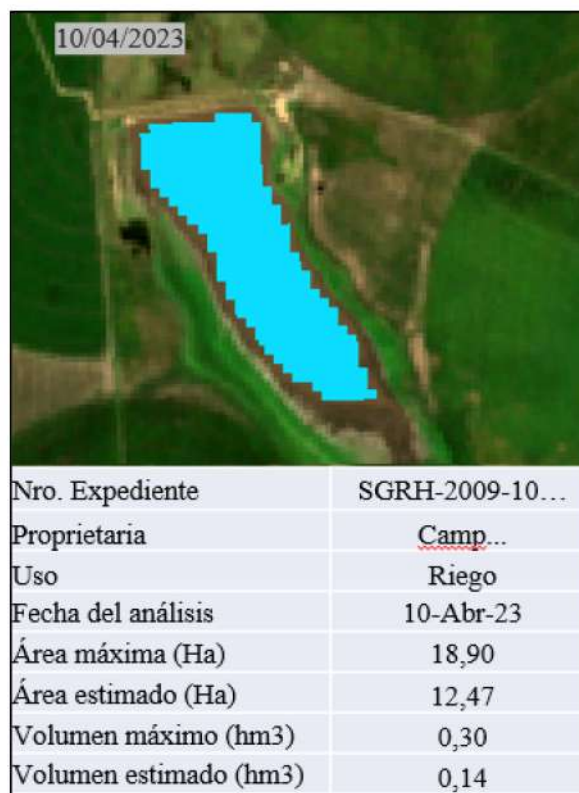 10/04/2023
Nro. Expediente SGRH-2009-10...
Proprietaria Camp...
Uso Riego
Fecha del análisis 10-Abr-23
Área máxima (Ha) 18,90
Área estimado (Ha) 12,47
Volumen máximo (hm3) 0,30
Volumen estimado (hm3) 0,14